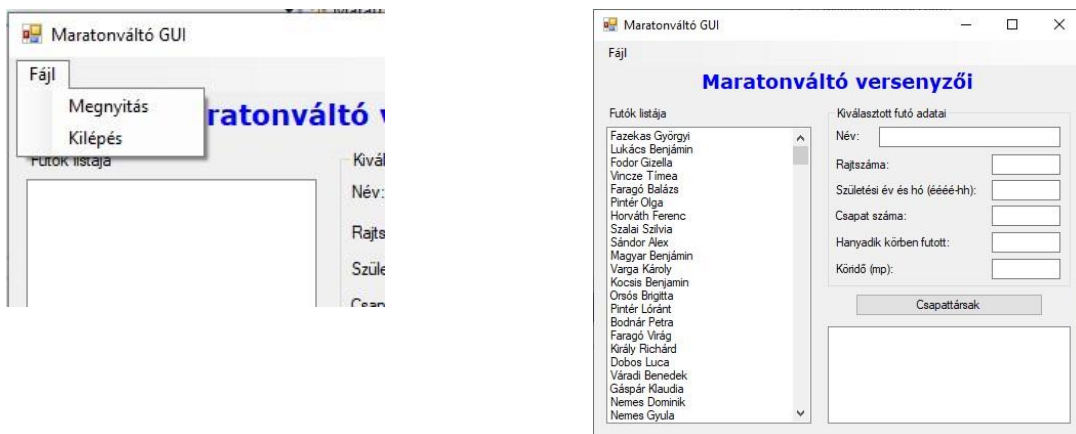 Maratonváltó GUI
Fájl
Megnyitás
Kilépés
ratonváltó
Futók listája
Kivál
Név:
Rajts
Szüle
Maratonváltó GUI
Fájl
Maratonváltó versenyzői
Futók listája
Fazekas Györgyi
Lukács Benjámin
Fodor Gizella
Vincze Tímea
Faragó Balázs
Pintér Olga
Horváth Ferenc
Szalai Szilvia
Sándor Alex
Magyar Benjámin
Varga Károly
Kocsis Benjamin
Orsós Brigitta
Pintér Lóránt
Bodnár Petra
Faragó Virág
Király Richárd
Dobos Luca
Váradi Benedek
Gáspár Klaudia
Nemes Dominik
Nemes Gyula
Kiválasztott futó adatai
Név:
Rajtszáma:
Születési év és hó (éééé-hh):
Csapat száma:
Hanyadik körben futott:
Köridő (mp):
Csapattársak